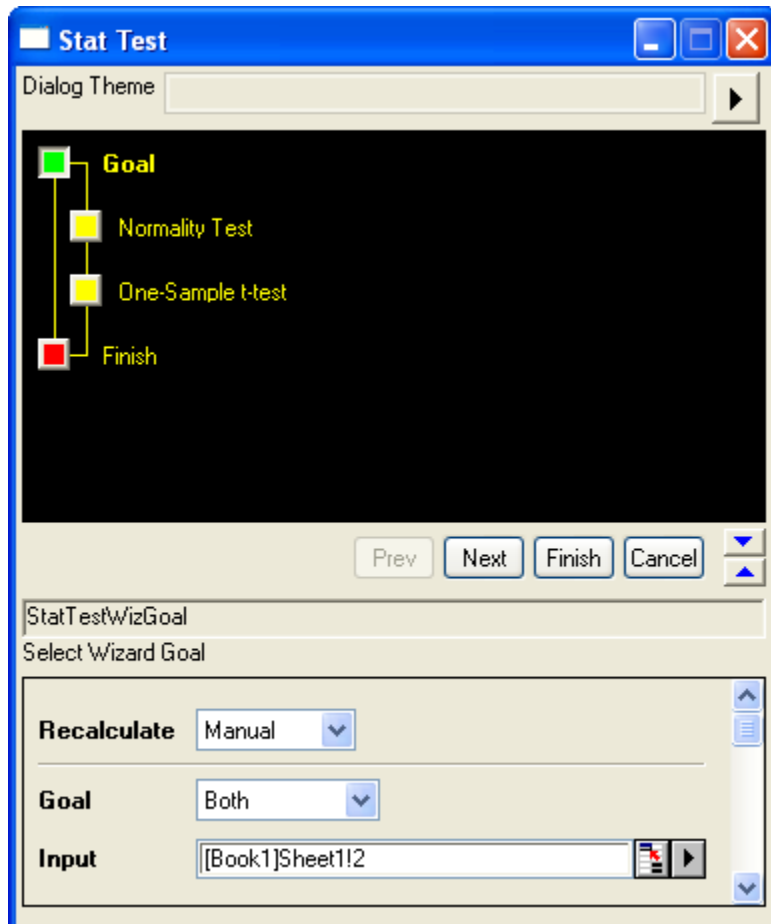 Stat Test
Dialog Theme
Goal
Normality Test
One-Sample t-test
Finish
Prev Next Finish Cancel
StatTestWizGoal
Select Wizard Goal
Recalculate Manual
Goal Both
Input [Book1]Sheet1!2